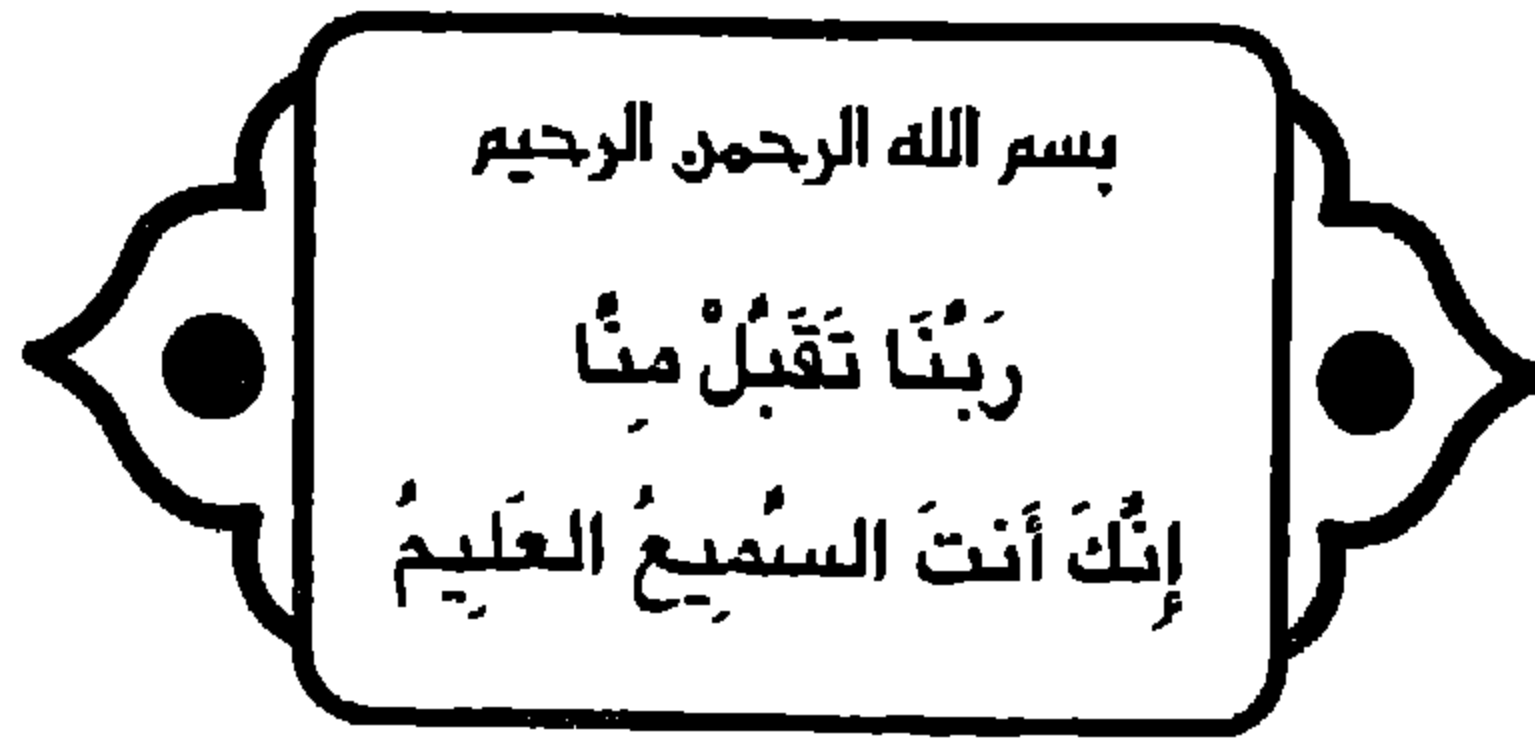 بسم الله الرحمن الرحيم
رَبَّنَا تَقَبَّلْ مِنَّا
إِنَّكَ أَنتَ السَّمِيعُ العَلِيمُ